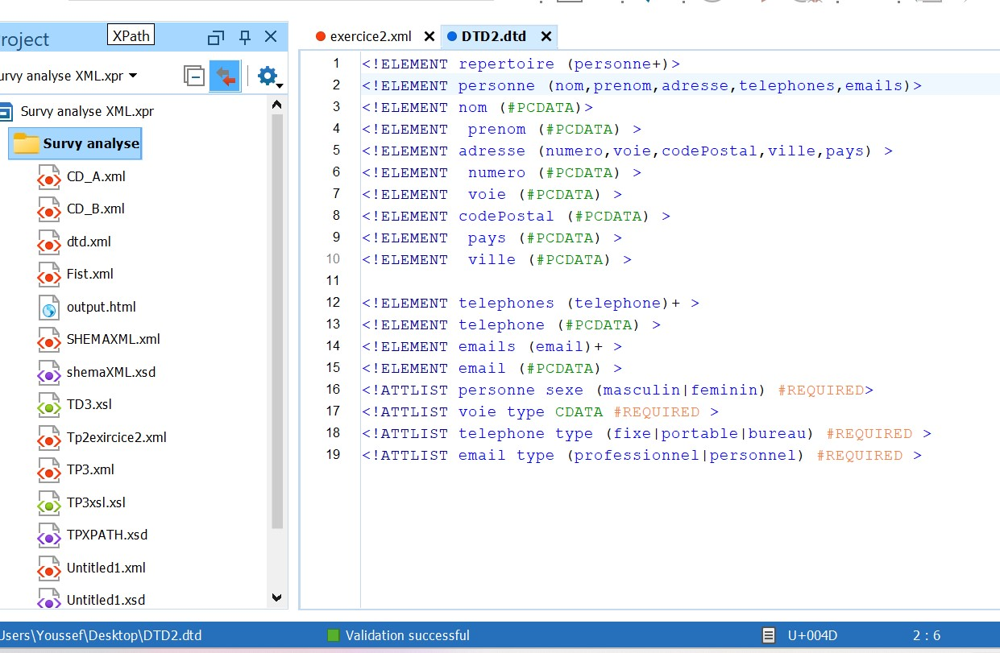 roject
XPath
exercice2.xml
DTD2.dtd
urvy analyse XML.xpr
Survy analyse XML.xpr
Survy analyse
CD_A.xml
CD_B.xml
dtd.xml
Fist.xml
output.html
SHEMAXML.xml
shemaXML.xsd
TD3.xsl
Tp2exircice2.xml
TP3.xml
TP3xsl.xsl
TPXPATH.xsd
Untitled1.xml
Untitled1.xsd
1 <!ELEMENT repertoire (personne+)>
2 <!ELEMENT personne (nom,prenom,adresse,telephones,emails)>
3 <!ELEMENT nom (#PCDATA)>
4 <!ELEMENT  prenom (#PCDATA) >
5 <!ELEMENT adresse (numero,voie,codePostal,ville,pays) >
6 <!ELEMENT  numero (#PCDATA) >
7 <!ELEMENT  voie (#PCDATA) >
8 <!ELEMENT codePostal (#PCDATA) >
9 <!ELEMENT  pays (#PCDATA) >
10 <!ELEMENT  ville (#PCDATA) >
11
12 <!ELEMENT telephones (telephone)+ >
13 <!ELEMENT telephone (#PCDATA) >
14 <!ELEMENT emails (email)+ >
15 <!ELEMENT email (#PCDATA) >
16 <!ATTLIST personne sexe (masculin|feminin) #REQUIRED>
17 <!ATTLIST voie type CDATA #REQUIRED >
18 <!ATTLIST telephone type (fixe|portable|bureau) #REQUIRED >
19 <!ATTLIST email type (professionnel|personnel) #REQUIRED >
Jsers\Youssef\Desktop\DTD2.dtd
Validation successful
U+004D
2 : 6